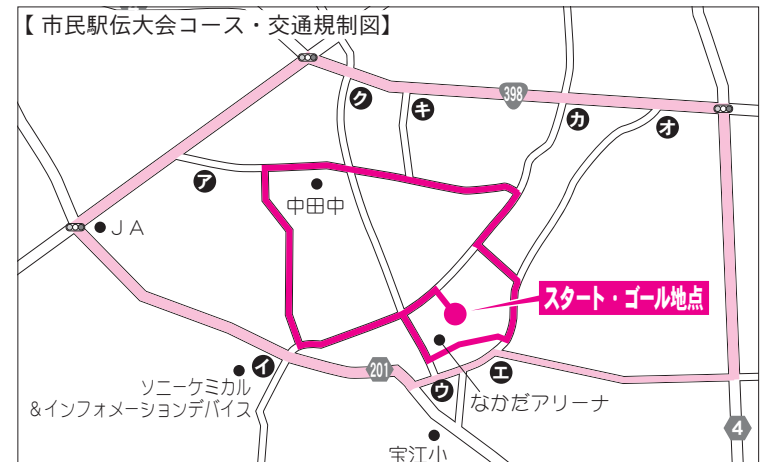 【 市民駅伝大会コース・交通規制図】
398
ク
キ
カ
オ
ア
中田中
JA
スタート・ゴール地点
イ
201
エ
ウ
ソニーケミカル
&インフォメーションデバイス
なかだアリーナ
4
宝江小